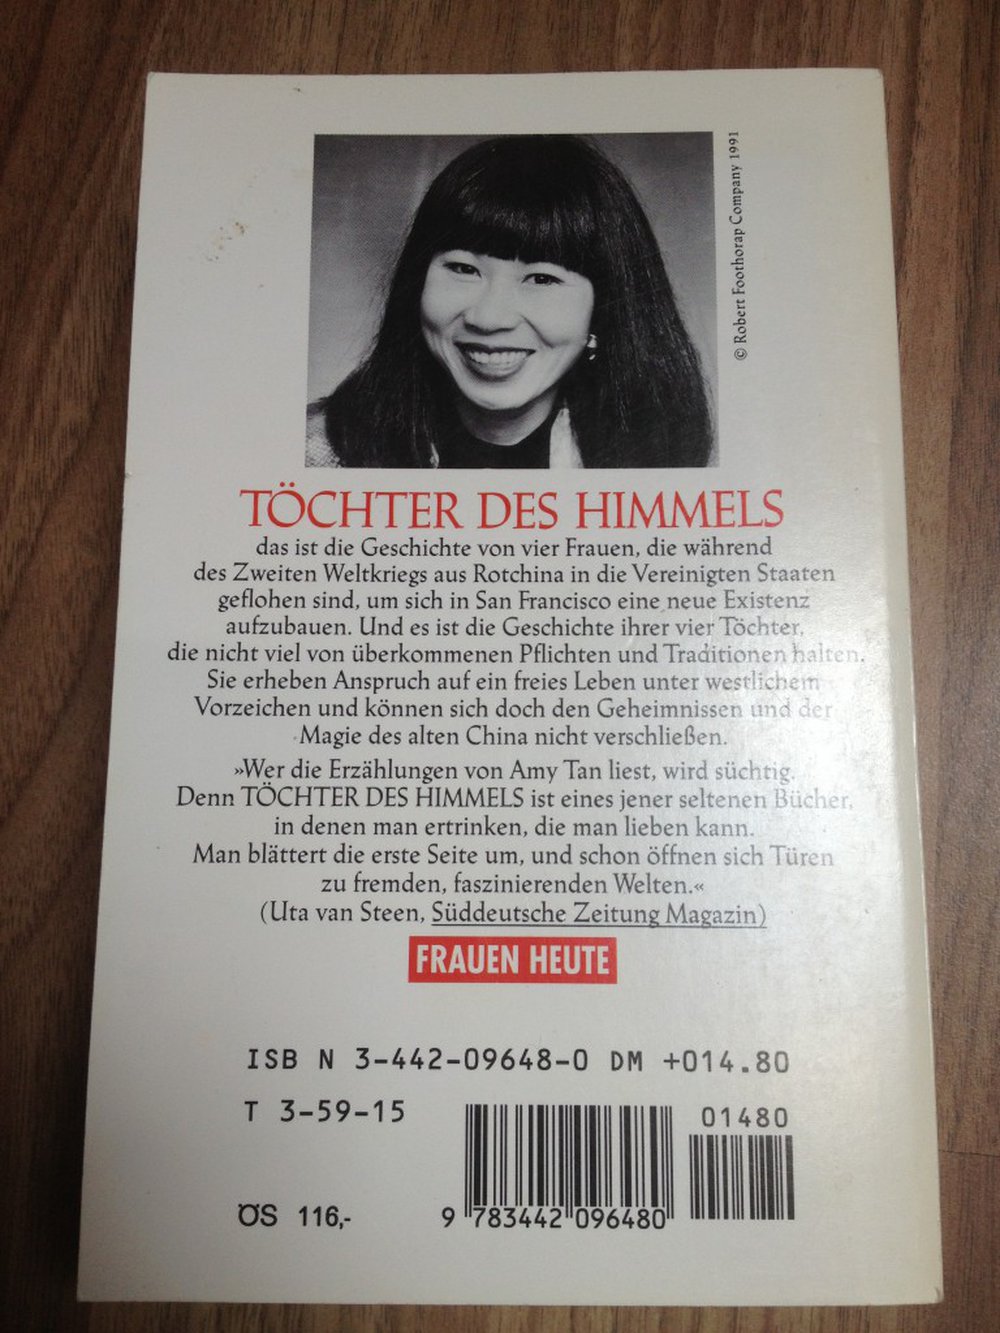 © Robert Foothorap Company 1991
TÖCHTER DES HIMMELS
das ist die Geschichte von vier Frauen, die während
des Zweiten Weltkriegs aus Rotchina in die Vereinigten Staaten
geflohen sind, um sich in San Francisco eine neue Existenz
aufzubauen. Und es ist die Geschichte ihrer vier Töchter,
die nicht viel von überkommenen Pflichten und Traditionen halten.
Sie erheben Anspruch auf ein freies Leben unter westlichem
Vorzeichen und können sich doch den Geheimnissen und der
Magie des alten China nicht verschließen.
»Wer die Erzählungen von Amy Tan liest, wird süchtig.
Denn TÖCHTER DES HIMMELS ist eines jener seltenen Bücher,
in denen man ertrinken, die man lieben kann.
Man blättert die erste Seite um, und schon öffnen sich Türen
zu fremden, faszinierenden Welten.«
(Uta van Steen, Süddeutsche Zeitung Magazin)
FRAUEN HEUTE
ISB N 3-442-09648-0 DM +014.80
T 3-59-15
01480
ÖS 116,-
9 783442 096480